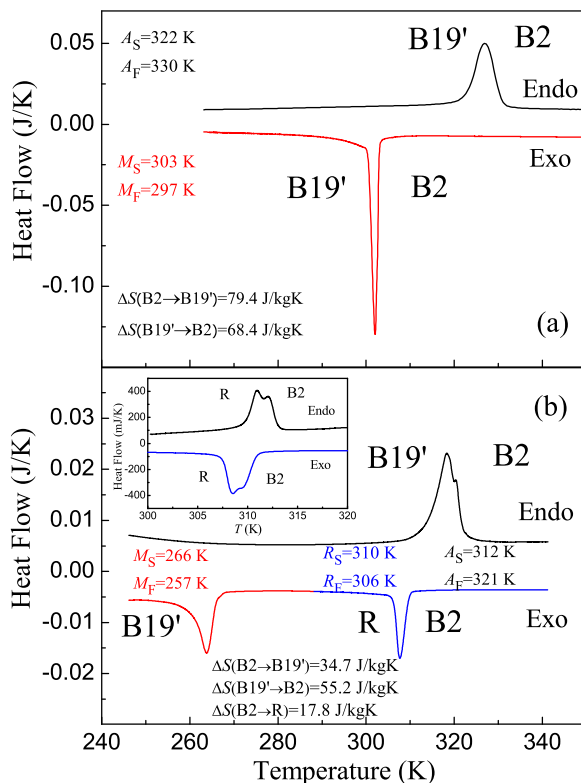 0.05
0.00
-0.05
-0.10
Heat Flow (J/K)
A_S=322 K
A_F=330 K
B19' B2
Endo
Exo
M_S=303 K
M_F=297 K
B19' B2
ΔS(B2→B19')=79.4 J/kgK
ΔS(B19'→B2)=68.4 J/kgK
(a)
0.03
0.02
0.01
0.00
-0.01
-0.02
Heat Flow (J/K)
(b)
400
200
0
-200
-400
Heat Flow (mJ/K)
R B2
Endo
Exo
R B2
300 305 310 315 320
T (K)
B19' B2
Endo
M_S=266 K R_S=310 K A_S=312 K
M_F=257 K R_F=306 K A_F=321 K
B19' R B2 Exo
ΔS(B2→B19')=34.7 J/kgK
ΔS(B19'→B2)=55.2 J/kgK
ΔS(B2→R)=17.8 J/kgK
240 260 280 300 320 340
Temperature (K)